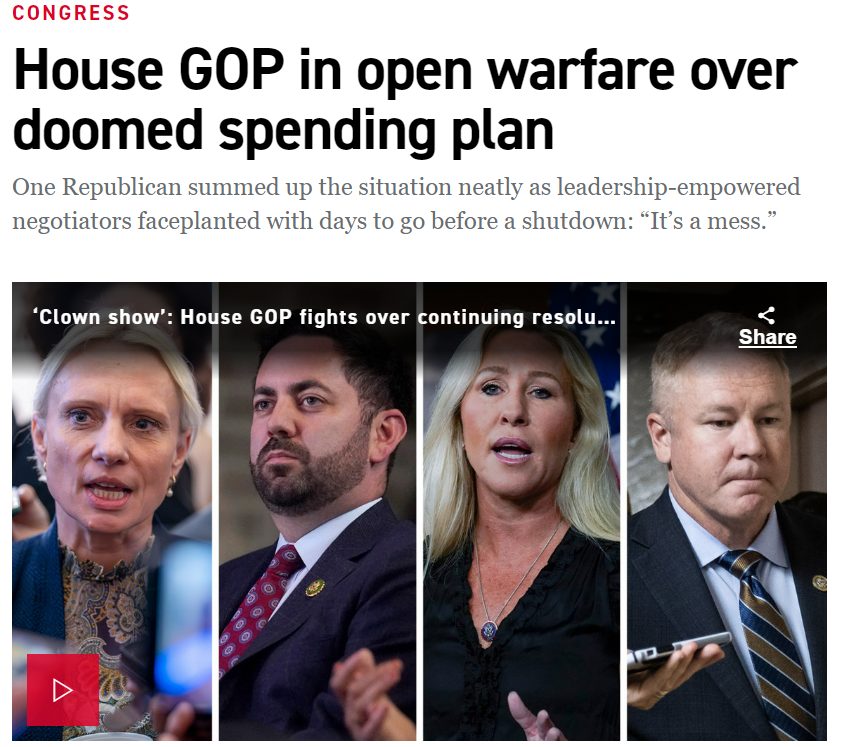 CONGRESS
House GOP in open warfare over
doomed spending plan
One Republican summed up the situation neatly as leadership-empowered
negotiators faceplanted with days to go before a shutdown: “It’s a mess.”
‘Clown show’: House GOP fights over continuing resolu...
Share